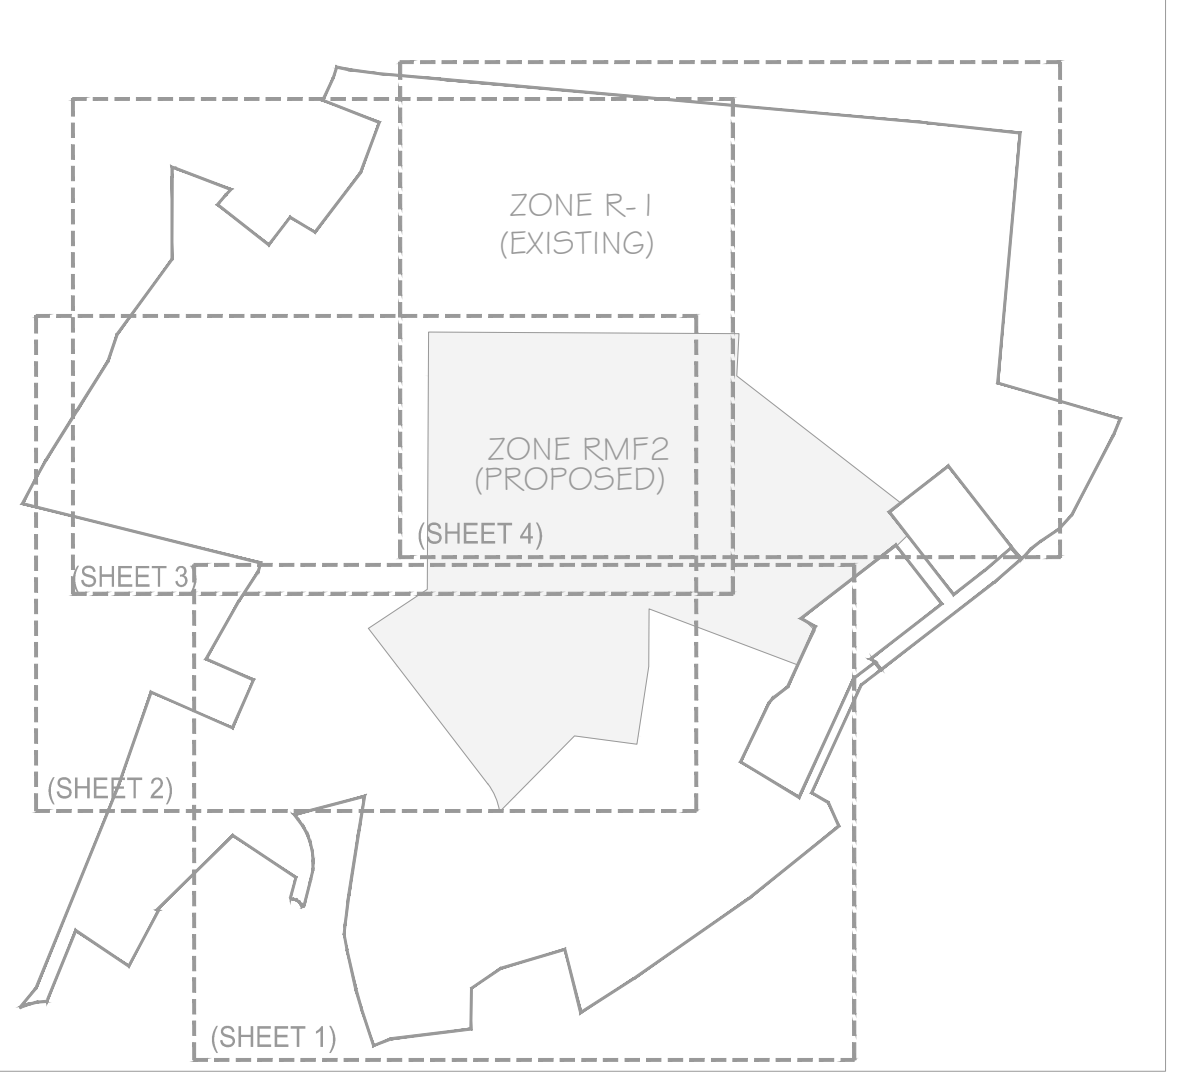 ZONE R-1
(EXISTING)
ZONE RMF2
(PROPOSED)
(SHEET 4)
(SHEET 3)
(SHEET 2)
(SHEET 1)